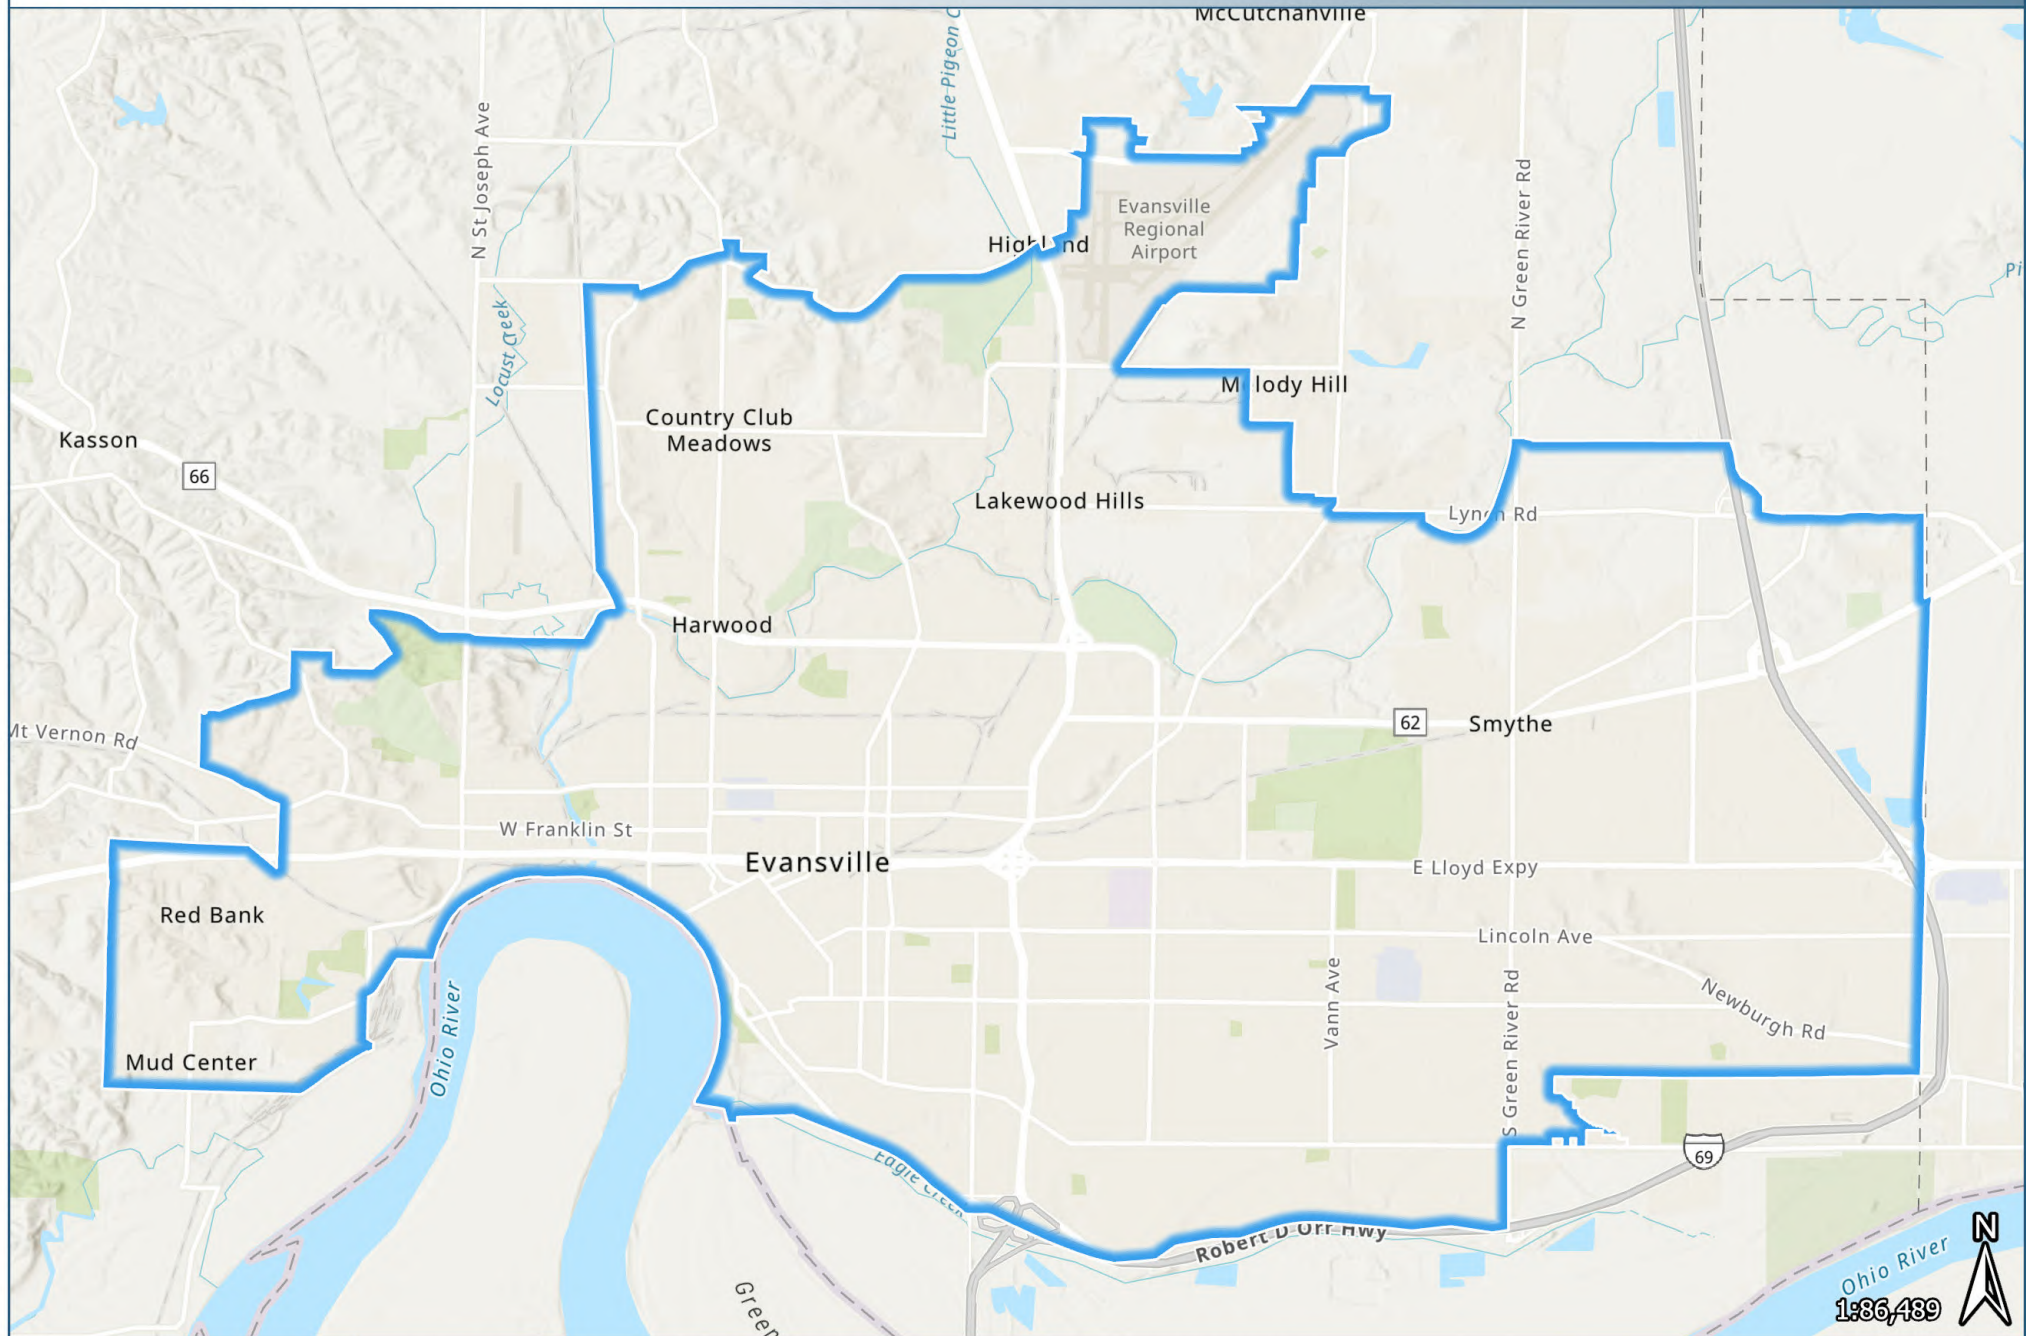 McCutchanville
Little Pigeon C
N St Joseph Ave
N Green River Rd
Evansville
Regional
Airport
Highland
Pi
Locust Creek
Melody Hill
Country Club
Meadows
Kasson
66
Lakewood Hills
Lynch Rd
Harwood
Mt Vernon Rd
62
Smythe
W Franklin St
Evansville
E Lloyd Expy
Red Bank
Lincoln Ave
Vann Ave
S Green River Rd
Newburgh Rd
Ohio River
Mud Center
Eagle Creek
69
Robert D Orr Hwy
Green
Ohio River
N
1:86,489